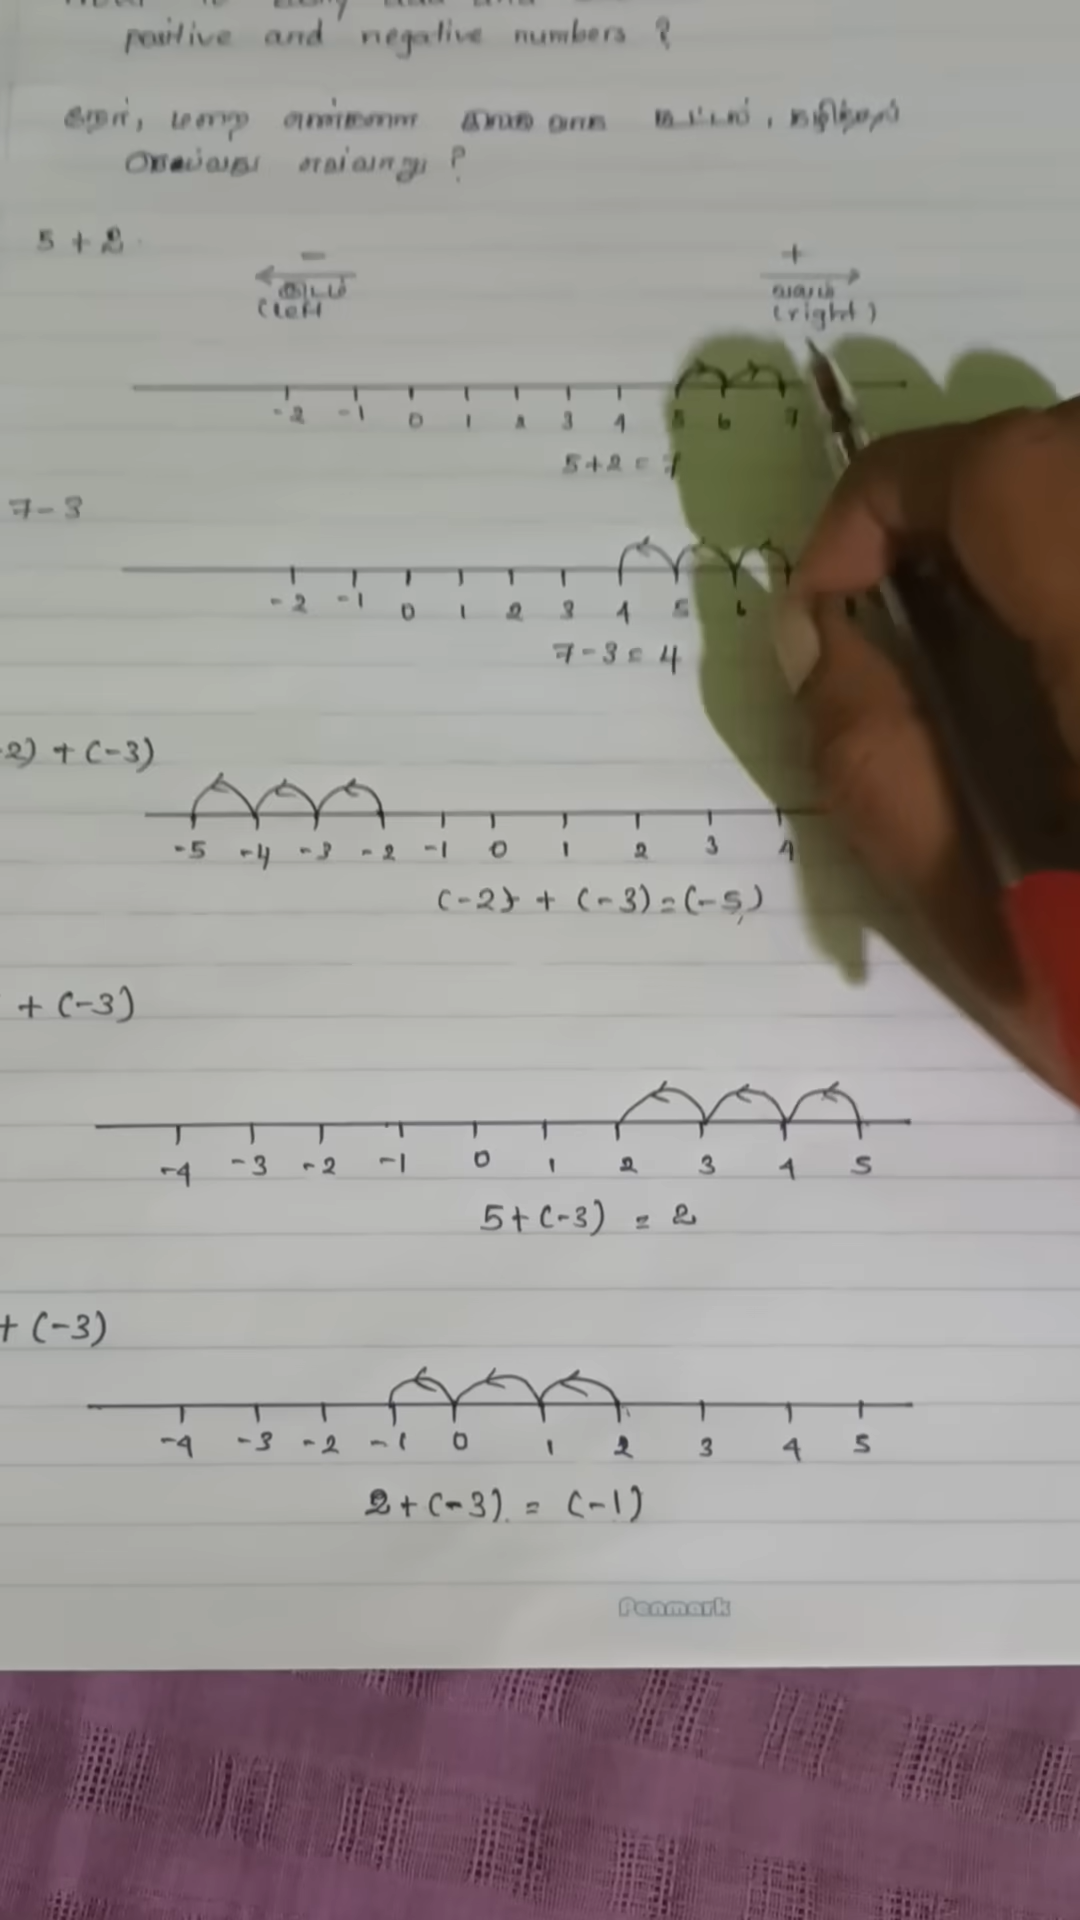 positive and negative numbers ?
நேர், மறை எண்களை இலகுவாக கூட்டல், கழித்தல்
செய்வது எவ்வாறு ?
5 + 2
- +
இடம் வலம்
(left (right)
-2 -1 0 1 2 3 4 5 6 7
5+2 = 7
7-3
-2 -1 0 1 2 3 4 5 6
7-3 = 4
2) + (-3)
-5 -4 -3 -2 -1 0 1 2 3 4
(-2) + (-3) = (-5)
+ (-3)
-4 -3 -2 -1 0 1 2 3 4 5
5+(-3) = 2
+ (-3)
-4 -3 -2 -1 0 1 2 3 4 5
2+(-3) = (-1)
Penmark